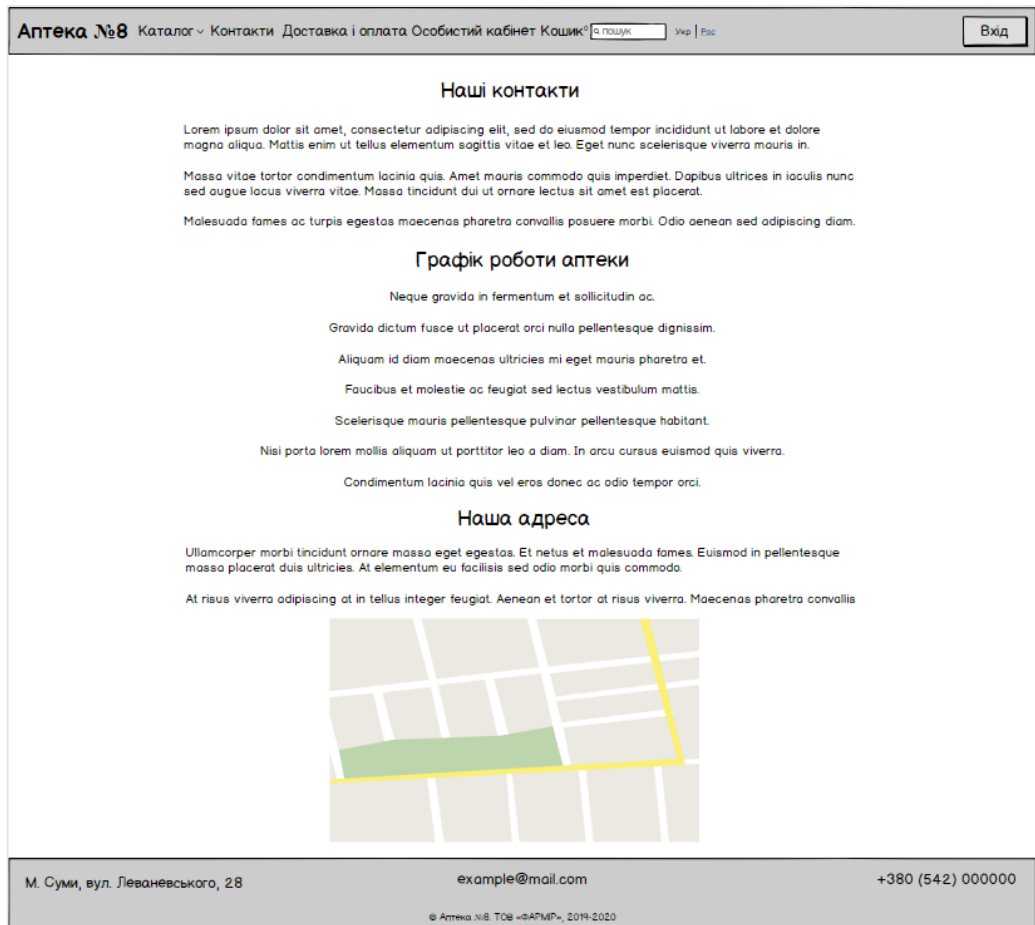 Аптека №8 Каталог Контакти Доставка і оплата Особистий кабінет Кошик⁰ пошук Укр | Рос Вхід
Наші контакти
Lorem ipsum dolor sit amet, consectetur adipiscing elit, sed do eiusmod tempor incididunt ut labore et dolore
magna aliqua. Mattis enim ut tellus elementum sagittis vitae et leo. Eget nunc scelerisque viverra mauris in.
Massa vitae tortor condimentum lacinia quis. Amet mauris commodo quis imperdiet. Dapibus ultrices in iaculis nunc
sed augue lacus viverra vitae. Massa tincidunt dui ut ornare lectus sit amet est placerat.
Malesuada fames ac turpis egestas maecenas pharetra convallis posuere morbi. Odio aenean sed adipiscing diam.
Графік роботи аптеки
Neque gravida in fermentum et sollicitudin ac.
Gravida dictum fusce ut placerat orci nulla pellentesque dignissim.
Aliquam id diam maecenas ultricies mi eget mauris pharetra et.
Faucibus et molestie ac feugiat sed lectus vestibulum mattis.
Scelerisque mauris pellentesque pulvinar pellentesque habitant.
Nisi porta lorem mollis aliquam ut porttitor leo a diam. In arcu cursus euismod quis viverra.
Condimentum lacinia quis vel eros donec ac odio tempor orci.
Наша адреса
Ullamcorper morbi tincidunt ornare massa eget egestas. Et netus et malesuada fames. Euismod in pellentesque
massa placerat duis ultricies. At elementum eu facilisis sed odio morbi quis commodo.
At risus viverra adipiscing at in tellus integer feugiat. Aenean et tortor at risus viverra. Maecenas pharetra convallis
М. Суми, вул. Леваневського, 28 example@mail.com +380 (542) 000000
© Аптека №8. ТОВ «ФАРМІР», 2019-2020